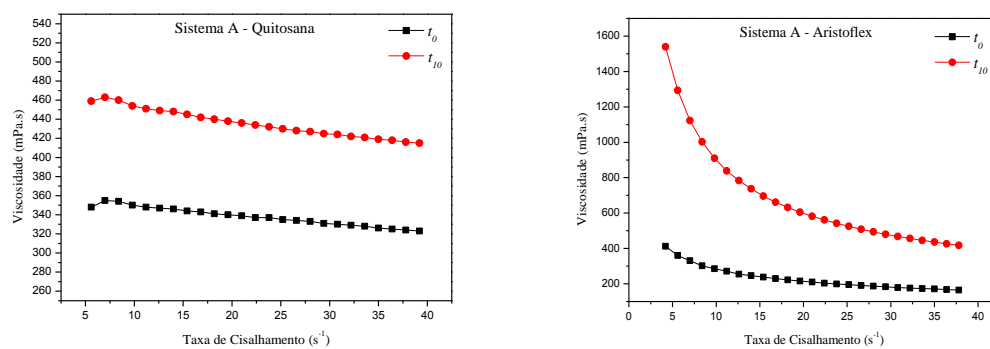 Sistema A - Quitosana
t0
t10
540
520
500
480
460
440
420
400
380
360
340
320
300
280
260
Viscosidade (mPa.s)
0 5 10 15 20 25 30 35 40
Taxa de Cisalhamento (s-1)
Sistema A - Aristoflex
t0
t10
1600
1400
1200
1000
800
600
400
200
Viscosidade (mPa.s)
0 5 10 15 20 25 30 35 40
Taxa de Cisalhamento (s-1)